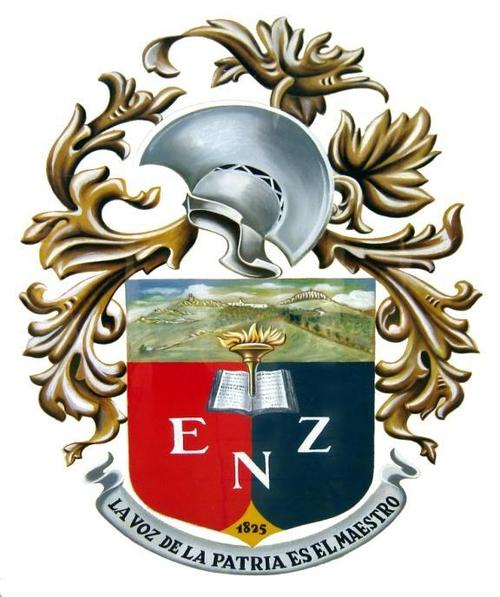 E N Z
1825
LA VOZ DE LA PATRIA ES EL MAESTRO